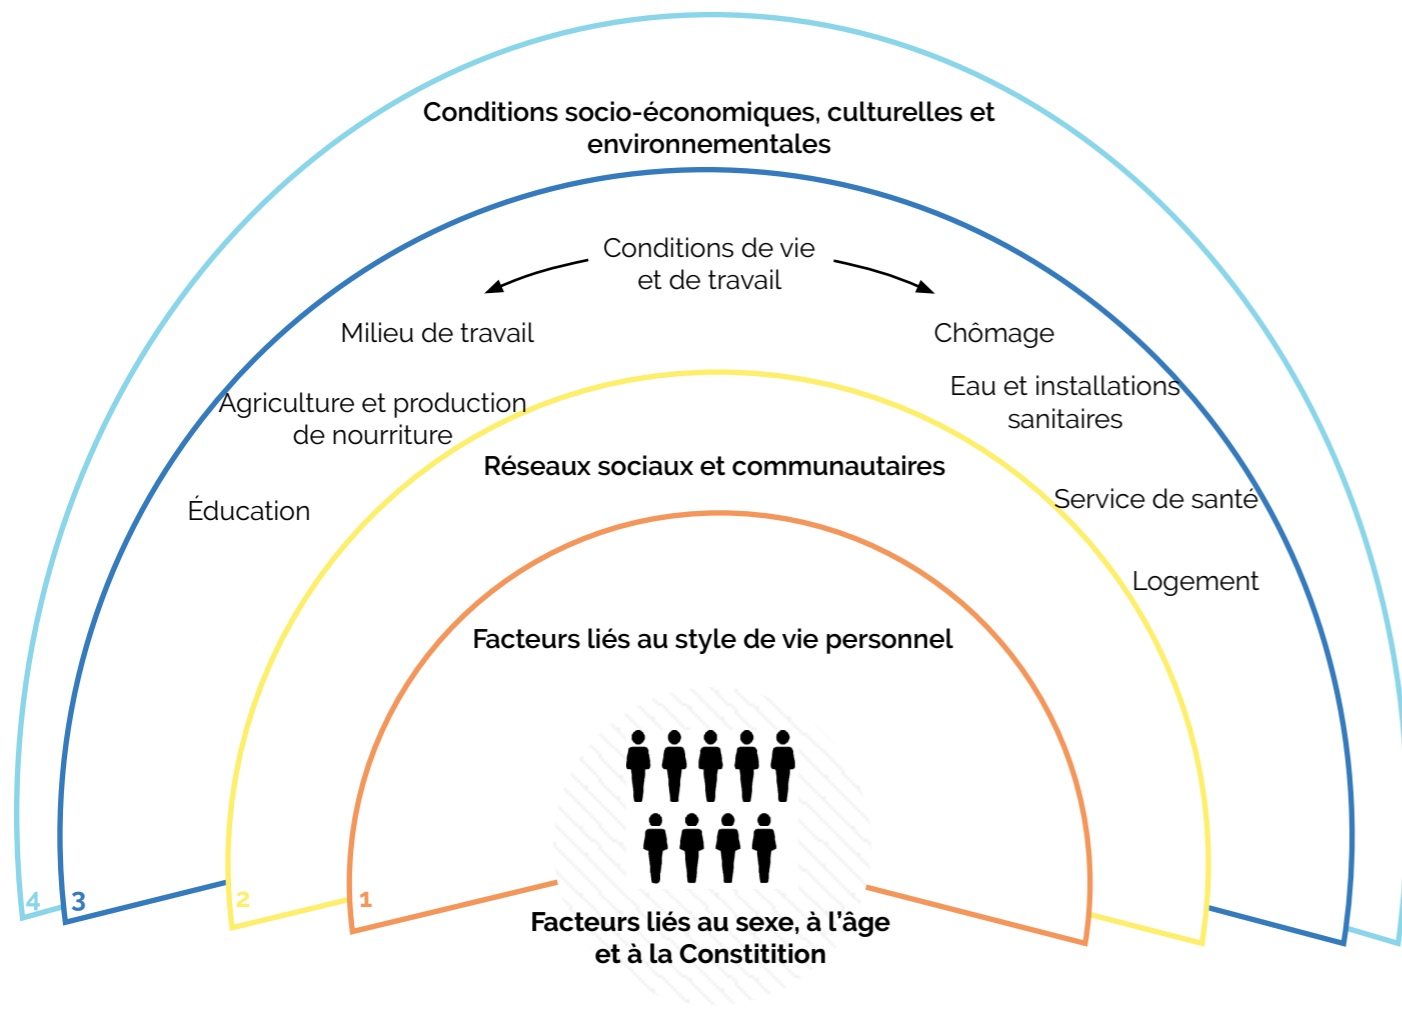 Conditions socio-économiques, culturelles et
environnementales
Conditions de vie
et de travail
Milieu de travail
Chômage
Agriculture et production
de nourriture
Eau et installations
sanitaires
Réseaux sociaux et communautaires
Éducation
Service de santé
Logement
Facteurs liés au style de vie personnel
4
3
2
1
Facteurs liés au sexe, à l’âge
et à la Constitition